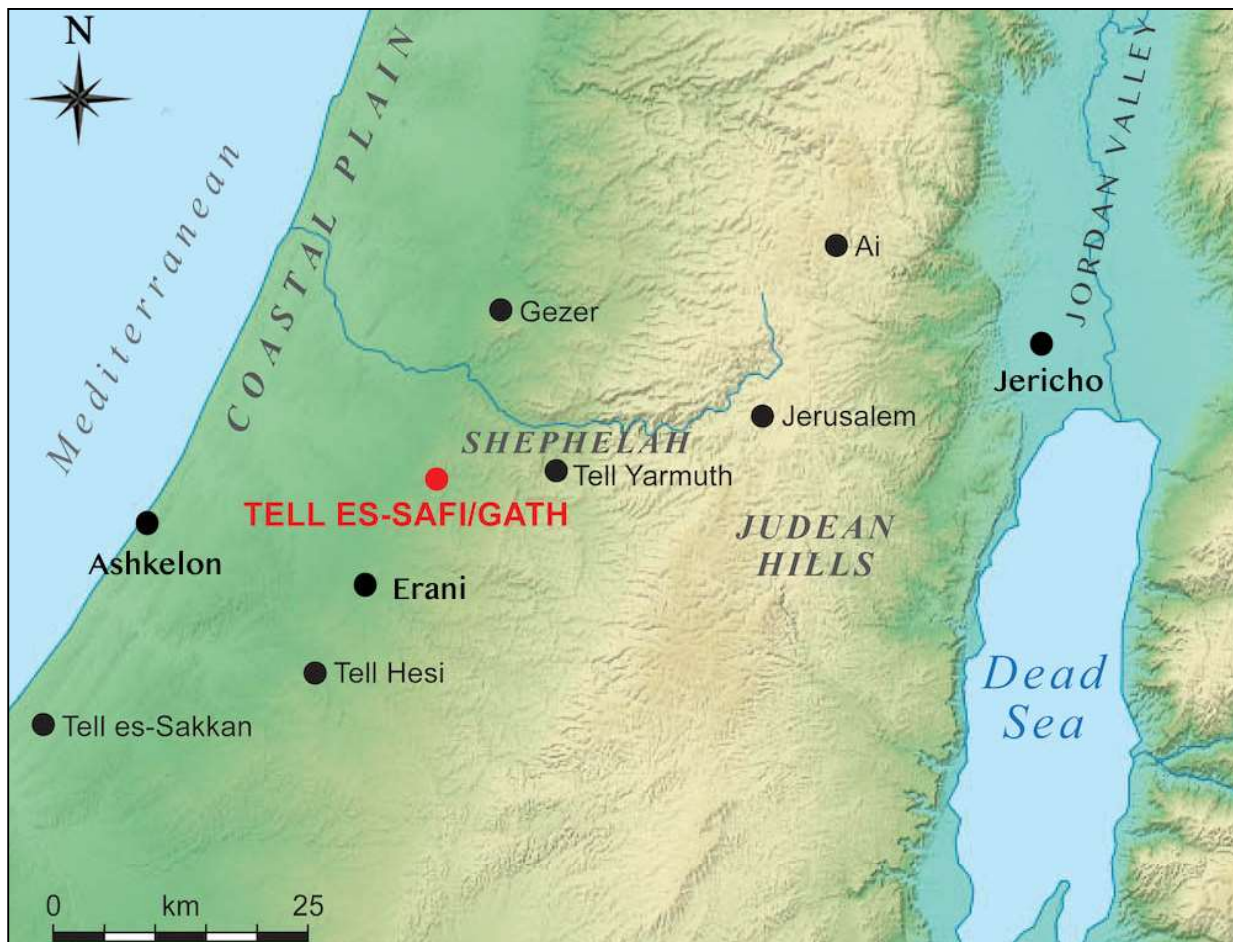 N
Mediterranean
COASTAL PLAIN
JORDAN VALLEY
Ai
Gezer
Jericho
Jerusalem
SHEPHELAH
Tell Yarmuth
TELL ES-SAFI/GATH
JUDEAN
HILLS
Ashkelon
Erani
Tell Hesi
Dead
Sea
Tell es-Sakkan
0 km 25